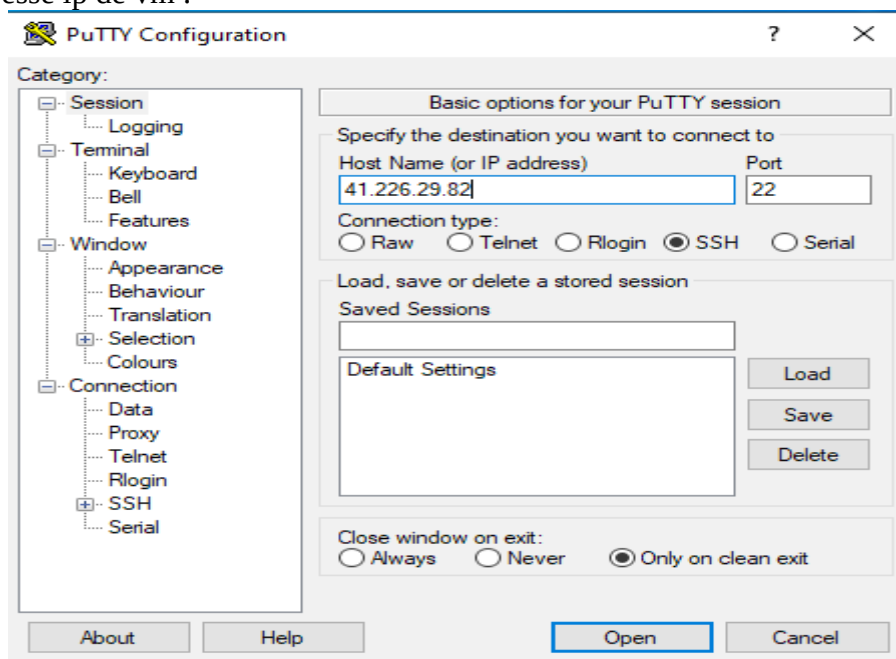 esse ip de vm :
PuTTY Configuration ? ×
Category:
Session
Logging
Terminal
Keyboard
Bell
Features
Window
Appearance
Behaviour
Translation
Selection
Colours
Connection
Data
Proxy
Telnet
Rlogin
SSH
Serial
Basic options for your PuTTY session
Specify the destination you want to connect to
Host Name (or IP address) Port
41.226.29.82 22
Connection type:
Raw Telnet Rlogin SSH Serial
Load, save or delete a stored session
Saved Sessions
Default Settings
Load
Save
Delete
Close window on exit:
Always Never Only on clean exit
About Help Open Cancel